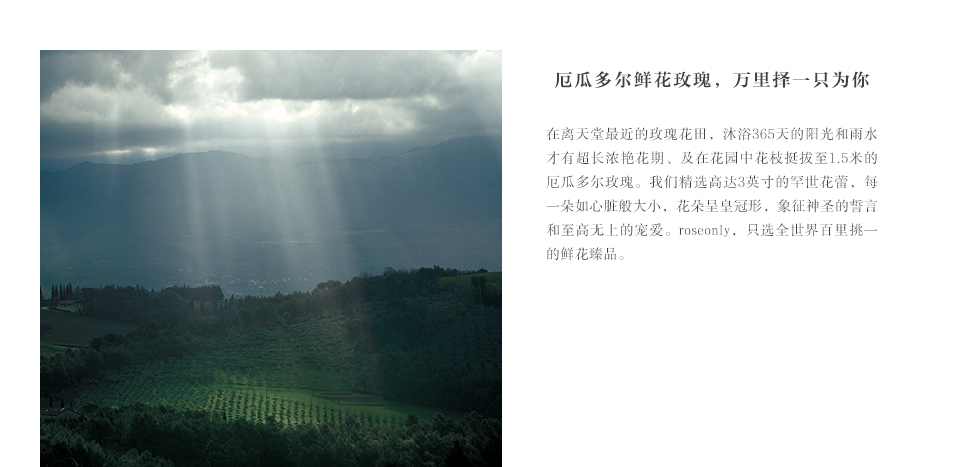 厄瓜多尔鲜花玫瑰，万里择一只为你
在离天堂最近的玫瑰花田，沐浴365天的阳光和雨水
才有超长浓艳花期、及在花园中花枝挺拔至1.5米的
厄瓜多尔玫瑰。我们精选高达3英寸的罕世花蕾，每
一朵如心脏般大小，花朵呈皇冠形，象征神圣的誓言
和至高无上的宠爱。roseonly，只选全世界百里挑一
的鲜花臻品。